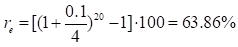 r_e = [(1 + 0.1/4)^20 − 1]·100 = 63.86%